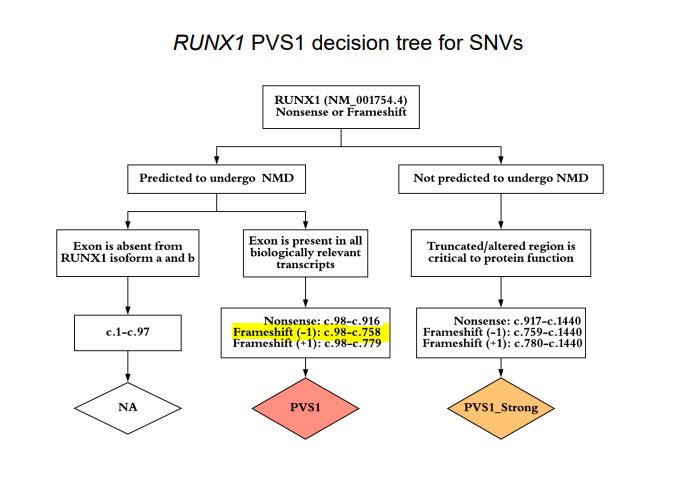 RUNX1 PVS1 decision tree for SNVs
RUNX1 (NM_001754.4)
Nonsense or Frameshift
Predicted to undergo NMD
Not predicted to undergo NMD
Exon is absent from
RUNX1 isoform a and b
Exon is present in all
biologically relevant
transcripts
Truncated/altered region is
critical to protein function
c.1-c.97
Nonsense: c.98-c.916
Frameshift (-1): c.98-c.758
Frameshift (+1): c.98-c.779
Nonsense: c.917-c.1440
Frameshift (-1): c.759-c.1440
Frameshift (+1): c.780-c.1440
NA
PVS1
PVS1_Strong